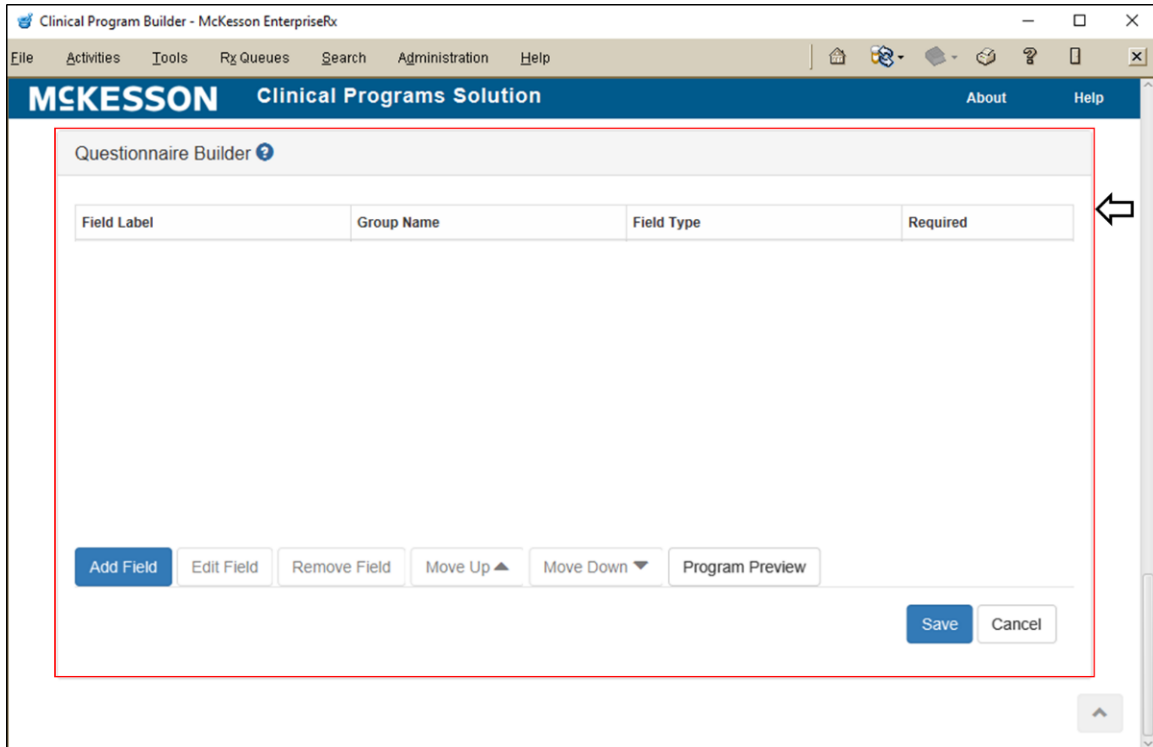 Clinical Program Builder - McKesson EnterpriseRx
File Activities Tools Rx Queues Search Administration Help
MCKESSON Clinical Programs Solution About Help
Questionnaire Builder
Field Label Group Name Field Type Required
Add Field Edit Field Remove Field Move Up Move Down Program Preview
Save Cancel